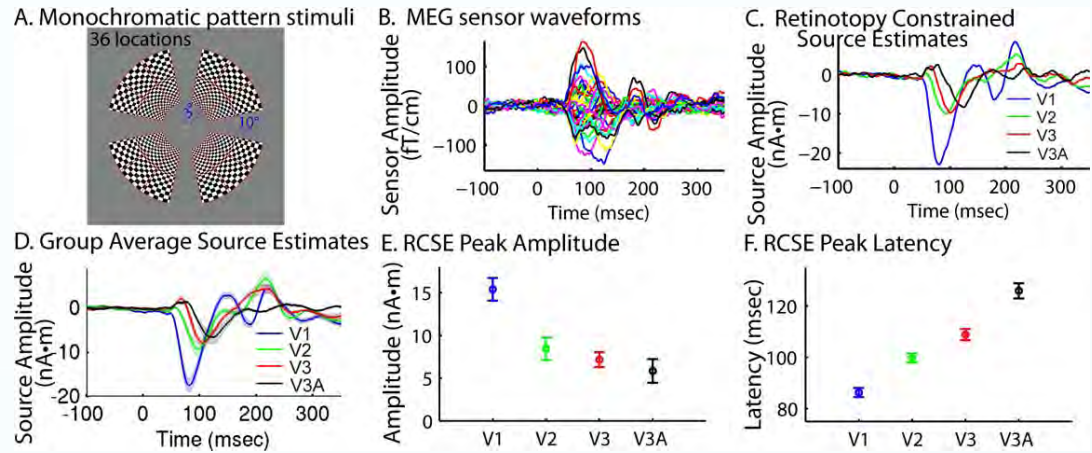 A. Monochromatic pattern stimuli
36 locations
3°
10°
B. MEG sensor waveforms
Sensor Amplitude
(fT/cm)
100
0
-100
-100
0
100
200
300
Time (msec)
C. Retinotopy Constrained
Source Estimates
Source Amplitude
(nA•m)
0
-10
-20
-100
0
100
200
300
Time (msec)
V1
V2
V3
V3A
D. Group Average Source Estimates
Source Amplitude
(nA•m)
0
-10
-20
-100
0
100
200
300
Time (msec)
V1
V2
V3
V3A
E. RCSE Peak Amplitude
Amplitude (nA•m)
15
10
5
0
V1
V2
V3
V3A
F. RCSE Peak Latency
Latency (msec)
120
100
80
V1
V2
V3
V3A